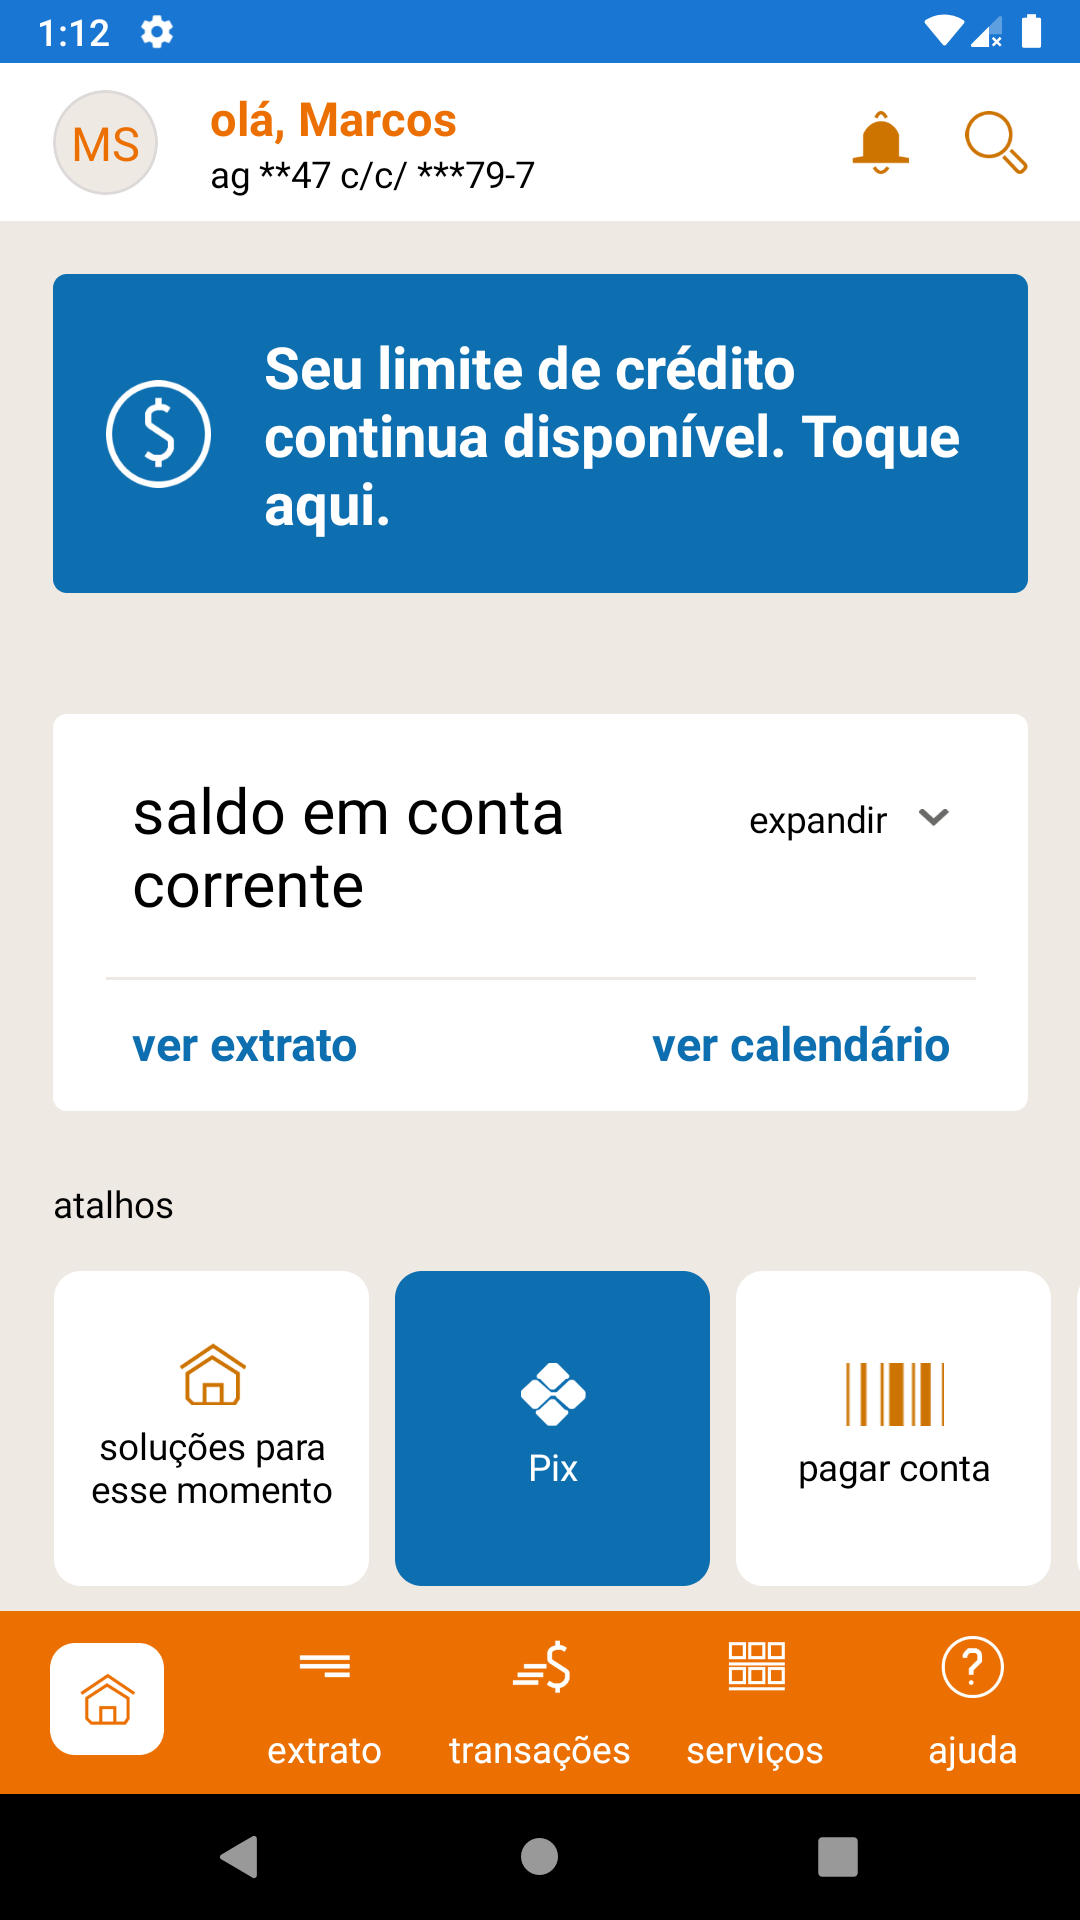 1:12
MS
olá, Marcos
ag **47 c/c/ ***79-7
Seu limite de crédito
continua disponível. Toque
aqui.
saldo em conta
corrente
expandir
ver extrato
ver calendário
atalhos
soluções para
esse momento
Pix
pagar conta
extrato
transações
serviços
ajuda